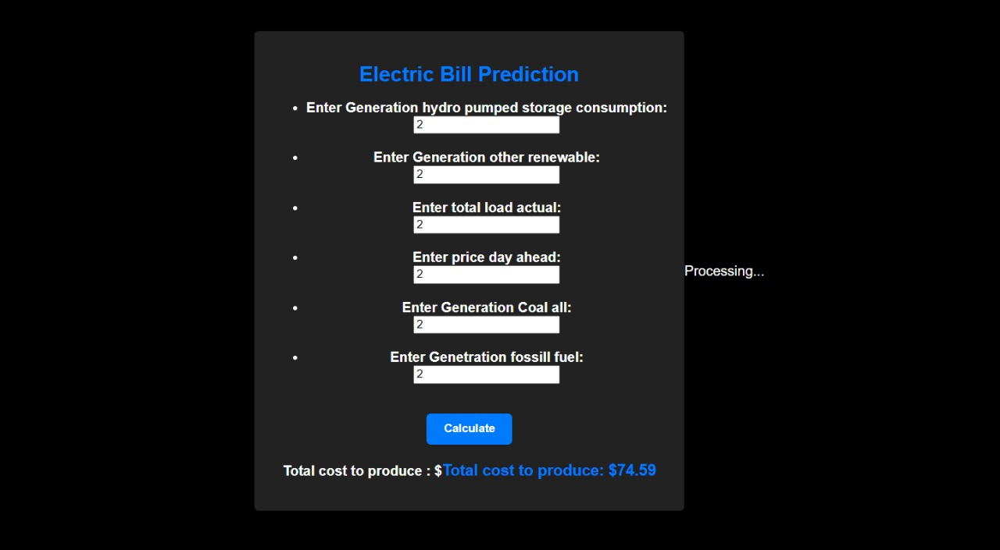 Electric Bill Prediction
• Enter Generation hydro pumped storage consumption:
2
• Enter Generation other renewable:
2
• Enter total load actual:
2
• Enter price day ahead:
2
• Enter Generation Coal all:
2
• Enter Genetration fossill fuel:
2
Calculate
Total cost to produce : $Total cost to produce: $74.59
Processing...